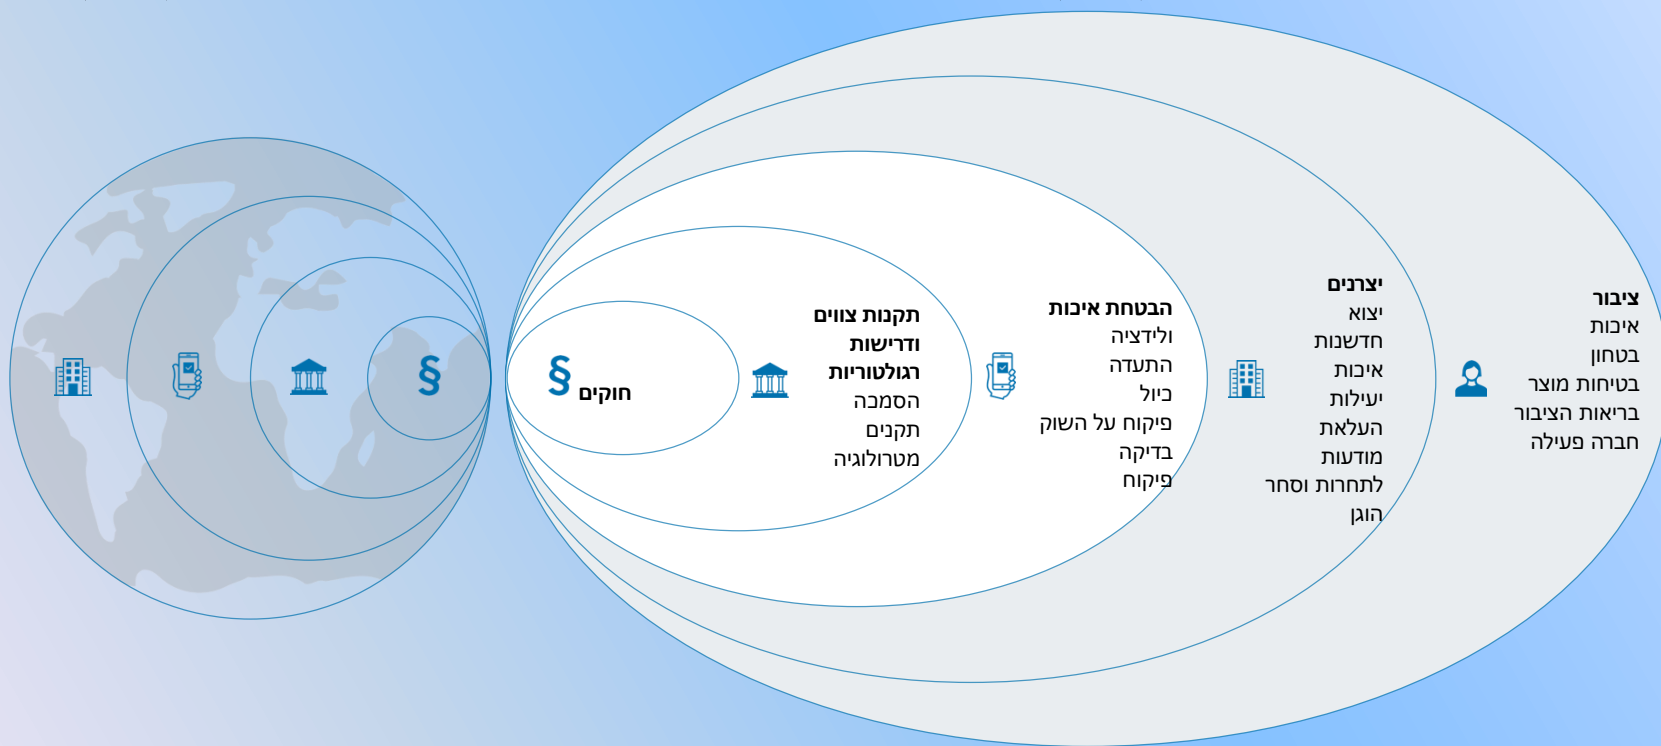 §
§
חוקים
תקנות צווים
ודרישות
רגולטוריות
הסמכה
תקנים
מטרולוגיה
הבטחת איכות
ולידציה
התעדה
כיול
פיקוח על השוק
בדיקה
פיקוח
יצרנים
יצוא
חדשנות
איכות
יעילות
העלאת
מודעות
לתחרות וסחר
הוגן
ציבור
איכות
בטחון
בטיחות מוצר
בריאות הציבור
חברה פעילה